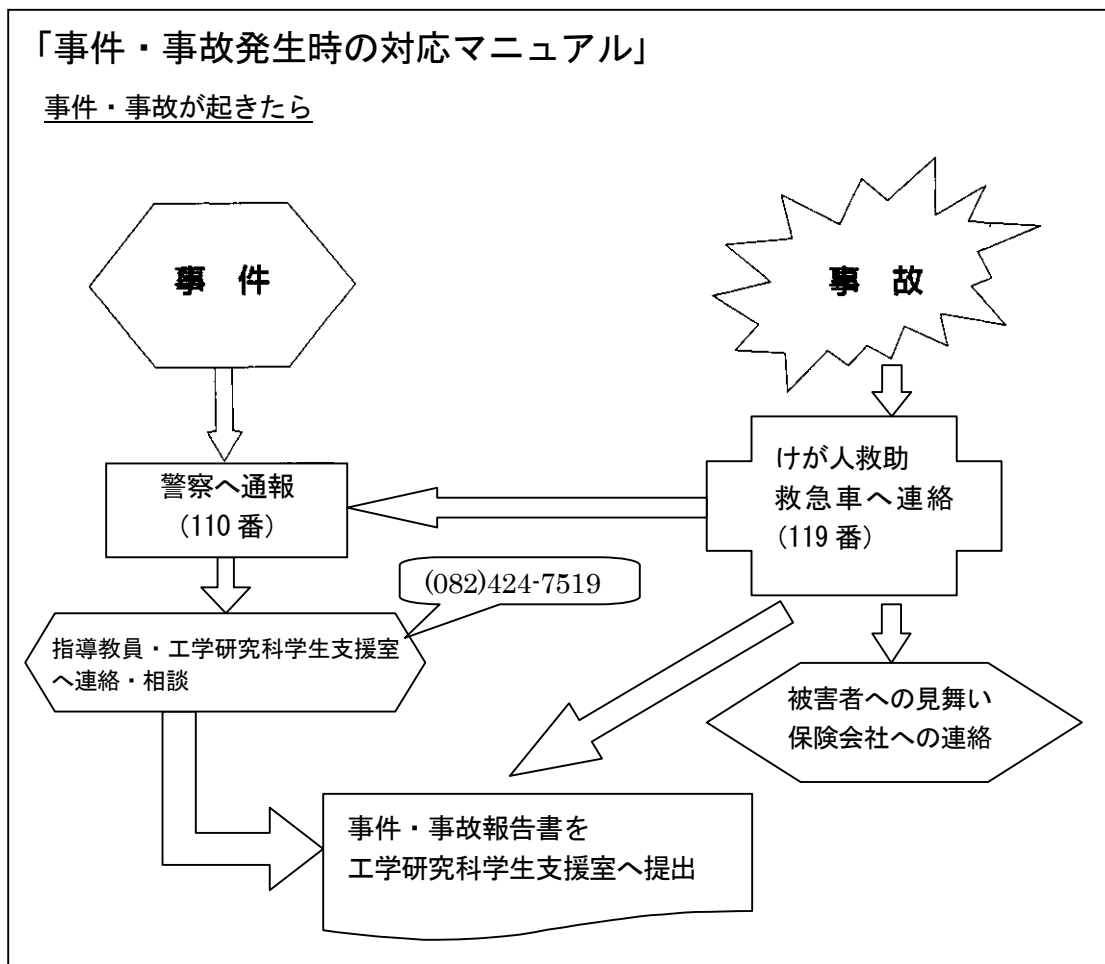 「事件・事故発生時の対応マニュアル」
事件・事故が起きたら
事 件
事 故
警察へ通報
(110 番)
けが人救助
救急車へ連絡
(119 番)
(082)424-7519
指導教員・工学研究科学生支援室
へ連絡・相談
被害者への見舞い
保険会社への連絡
事件・事故報告書を
工学研究科学生支援室へ提出